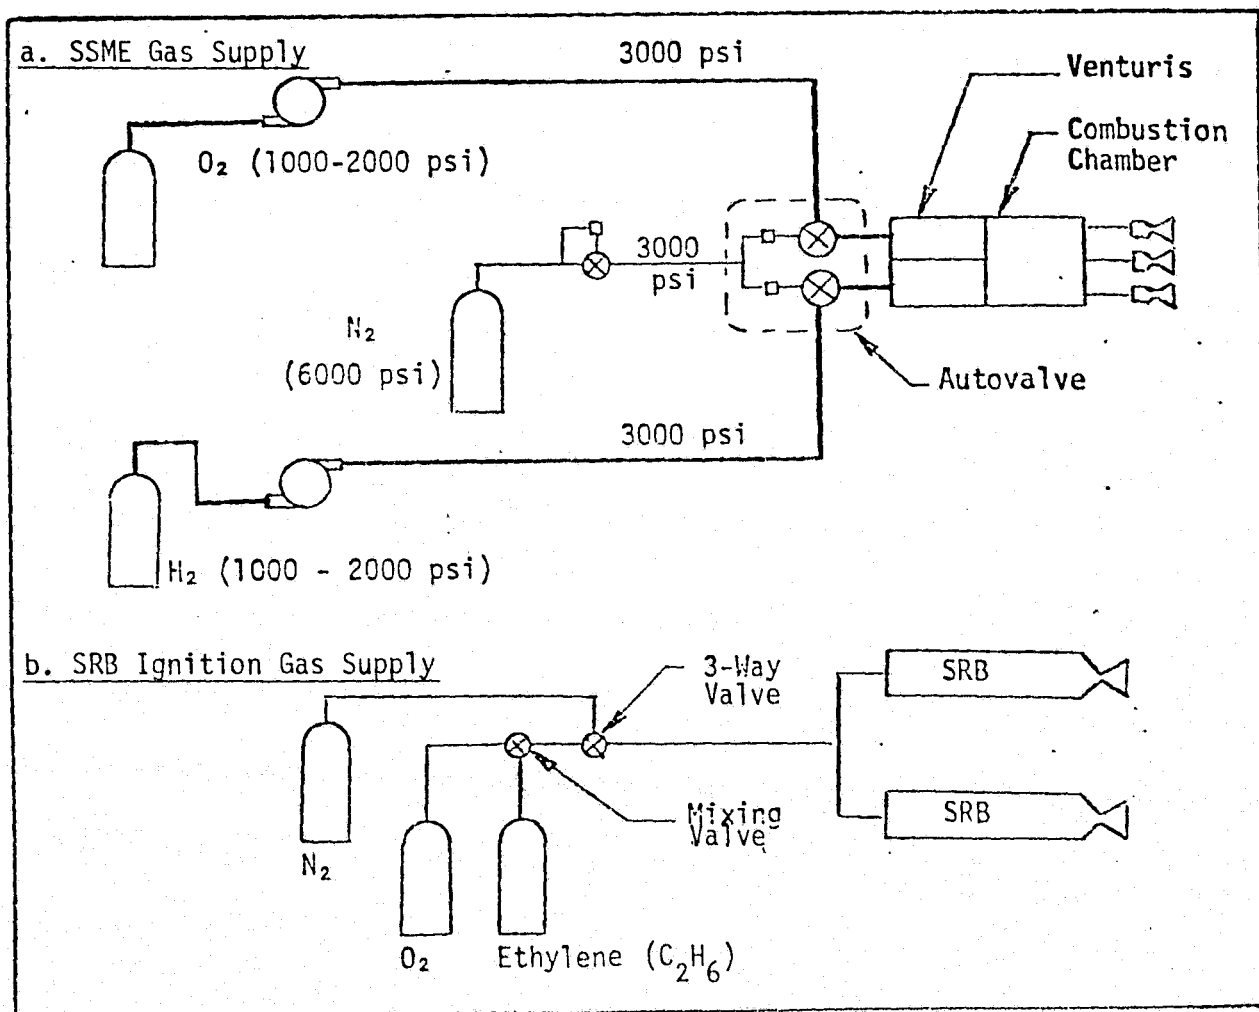 a. SSME Gas Supply
3000 psi
Venturis
Combustion
Chamber
O₂ (1000-2000 psi)
3000
psi
N₂
(6000 psi)
Autovalve
3000 psi
H₂ (1000 - 2000 psi)
b. SRB Ignition Gas Supply
3-Way
Valve
SRB
Mixing
Valve
SRB
N₂
O₂
Ethylene (C₂H₆)